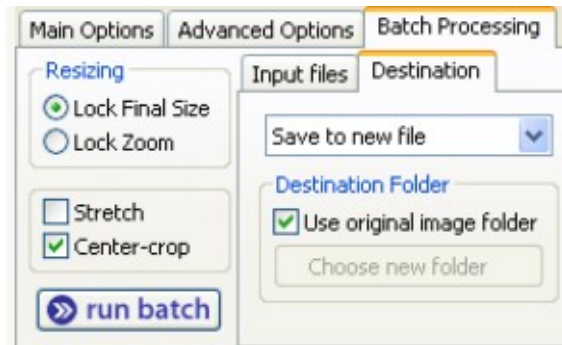 Main Options Advanced Options Batch Processing
Resizing
Lock Final Size
Lock Zoom
Stretch
Center-crop
run batch
Input files Destination
Save to new file
Destination Folder
Use original image folder
Choose new folder